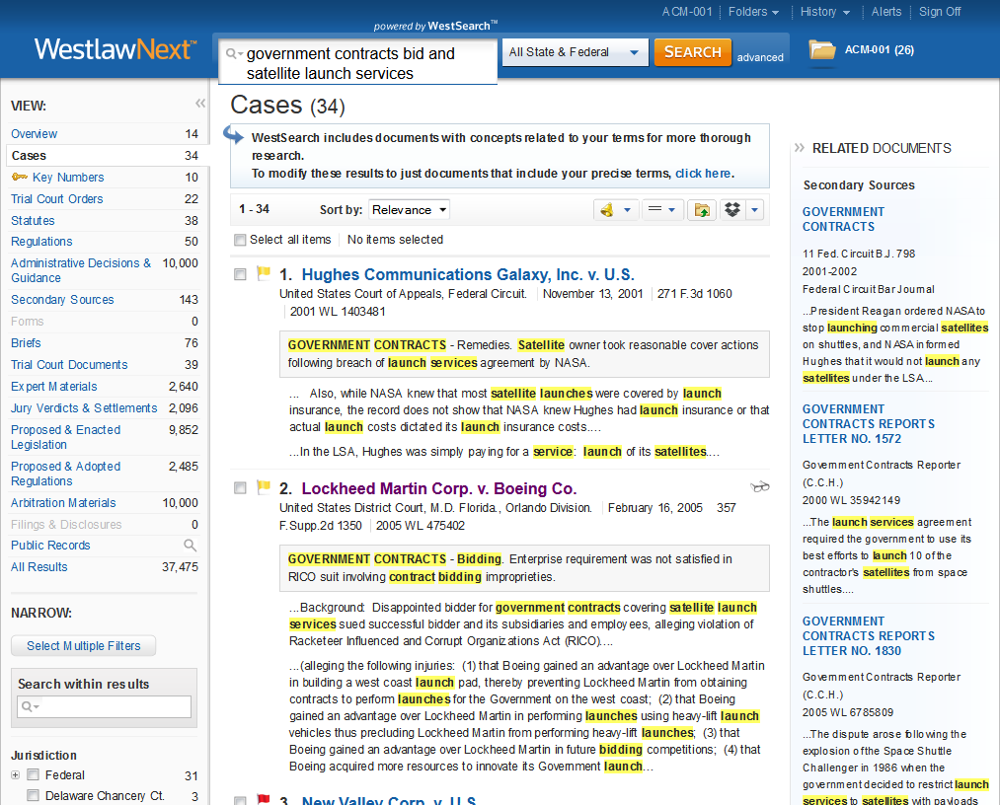 ACM-001 Folders History Alerts Sign Off
powered by WestSearch™
WestlawNext™
government contracts bid and
satellite launch services
All State & Federal
SEARCH
advanced
ACM-001 (26)
VIEW:
Overview 14
Cases 34
Key Numbers 10
Trial Court Orders 22
Statutes 38
Regulations 50
Administrative Decisions & 10,000
Guidance
Secondary Sources 143
Forms 0
Briefs 76
Trial Court Documents 39
Expert Materials 2,640
Jury Verdicts & Settlements 2,096
Proposed & Enacted 9,852
Legislation
Proposed & Adopted 2,485
Regulations
Arbitration Materials 10,000
Filings & Disclosures 0
Public Records
All Results 37,475
NARROW:
Select Multiple Filters
Search within results
Jurisdiction
Federal 31
Delaware Chancery Ct. 3
Cases (34)
WestSearch includes documents with concepts related to your terms for more thorough
research.
To modify these results to just documents that include your precise terms, click here.
1 - 34 Sort by: Relevance
Select all items No items selected
1. Hughes Communications Galaxy, Inc. v. U.S.
United States Court of Appeals, Federal Circuit. November 13, 2001 271 F.3d 1060
2001 WL 1403481
GOVERNMENT CONTRACTS - Remedies. Satellite owner took reasonable cover actions
following breach of launch services agreement by NASA.
... Also, while NASA knew that most satellite launches were covered by launch
insurance, the record does not show that NASA knew Hughes had launch insurance or that
actual launch costs dictated its launch insurance costs....
...In the LSA, Hughes was simply paying for a service: launch of its satellites....
2. Lockheed Martin Corp. v. Boeing Co.
United States District Court, M.D. Florida., Orlando Division. February 16, 2005 357
F.Supp.2d 1350 2005 WL 475402
GOVERNMENT CONTRACTS - Bidding. Enterprise requirement was not satisfied in
RICO suit involving contract bidding improprieties.
...Background: Disappointed bidder for government contracts covering satellite launch
services sued successful bidder and its subsidiaries and employees, alleging violation of
Racketeer Influenced and Corrupt Organizations Act (RICO)....
...(alleging the following injuries: (1) that Boeing gained an advantage over Lockheed Martin
in building a west coast launch pad, thereby preventing Lockheed Martin from obtaining
contracts to perform launches for the Government on the west coast; (2) that Boeing
gained an advantage over Lockheed Martin in performing launches using heavy-lift launch
vehicles thus precluding Lockheed Martin from performing heavy-lift launches; (3) that
Boeing gained an advantage over Lockheed Martin in future bidding competitions; (4) that
Boeing acquired more resources to innovate its Government launch...
3. New Valley Corp. v. U.S.
RELATED DOCUMENTS
Secondary Sources
GOVERNMENT
CONTRACTS
11 Fed. Circuit B.J. 798
2001-2002
Federal Circuit Bar Journal
...President Reagan ordered NASA to
stop launching commercial satellites
on shuttles, and NASA informed
Hughes that it would not launch any
satellites under the LSA...
GOVERNMENT
CONTRACTS REPORTS
LETTER NO. 1572
Government Contracts Reporter
(C.C.H.)
2000 WL 35942149
...The launch services agreement
required the government to use its
best efforts to launch 10 of the
contractor's satellites from space
shuttles....
GOVERNMENT
CONTRACTS REPORTS
LETTER NO. 1830
Government Contracts Reporter
(C.C.H.)
2005 WL 6785809
...The dispute arose following the
explosion of the Space Shuttle
Challenger in 1986 when the
government decided to restrict launch
services to satellites with payloads